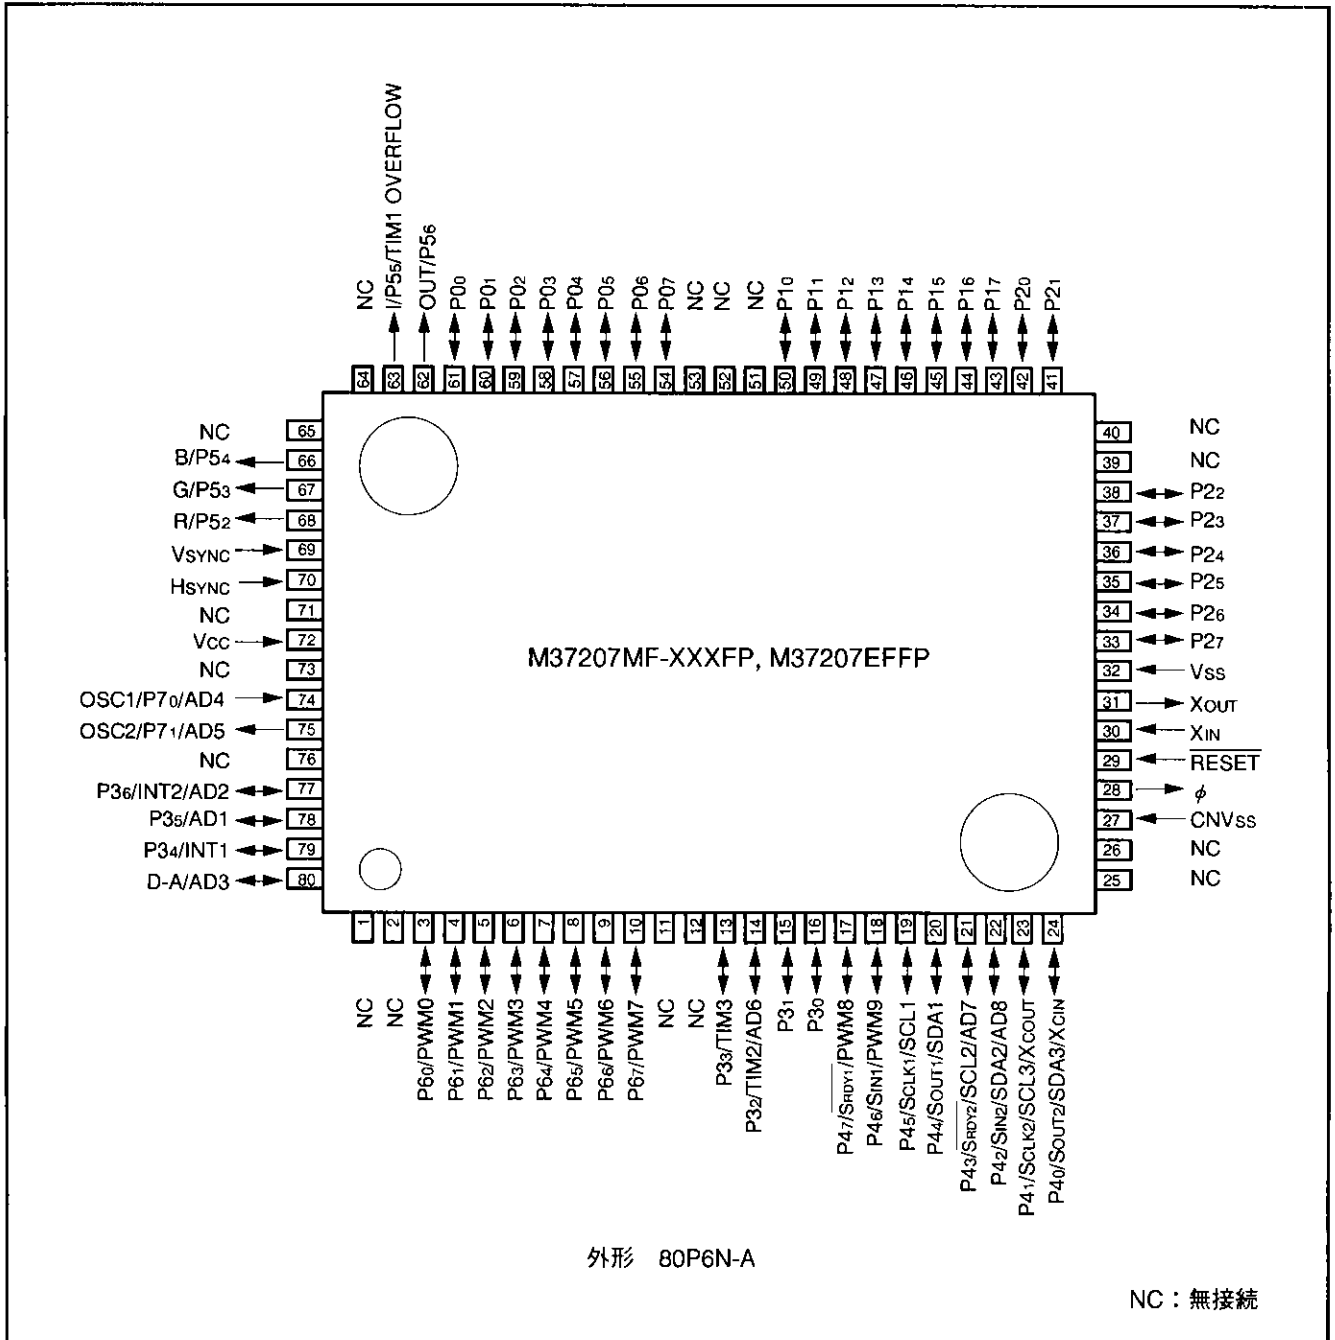 NC
I/P55/TIM1 OVERFLOW
OUT/P56
P00
P01
P02
P03
P04
P05
P06
P07
NC
NC
NC
P10
P11
P12
P13
P14
P15
P16
P17
P20
P21
64 63 62 61 60 59 58 57 56 55 54 53 52 51 50 49 48 47 46 45 44 43 42 41
NC 65
B/P54 66
G/P53 67
R/P52 68
VSYNC 69
HSYNC 70
NC 71
VCC 72
NC 73
OSC1/P70/AD4 74
OSC2/P71/AD5 75
NC 76
P36/INT2/AD2 77
P35/AD1 78
P34/INT1 79
D-A/AD3 80
M37207MF-XXXFP, M37207EFFP
40 NC
39 NC
38 P22
37 P23
36 P24
35 P25
34 P26
33 P27
32 VSS
31 XOUT
30 XIN
29 RESET
28 φ
27 CNVSS
26 NC
25 NC
1 2 3 4 5 6 7 8 9 10 11 12 13 14 15 16 17 18 19 20 21 22 23 24
NC
NC
P60/PWM0
P61/PWM1
P62/PWM2
P63/PWM3
P64/PWM4
P65/PWM5
P66/PWM6
P67/PWM7
NC
NC
P33/TIM3
P32/TIM2/AD6
P31
P30
P47/SRDY1/PWM8
P46/SIN1/PWM9
P45/SCLK1/SCL1
P44/SOUT1/SDA1
P43/SRDY2/SCL2/AD7
P42/SIN2/SDA2/AD8
P41/SCLK2/SCL3/XCOUT
P40/SOUT2/SDA3/XCIN
外形 80P6N-A
NC：無接続